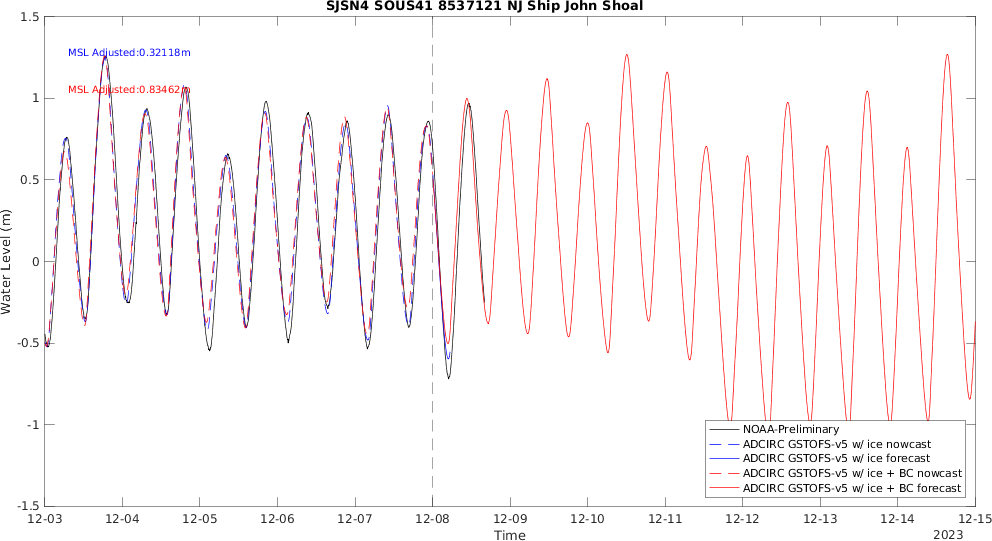 SJSN4 SOUS41 8537121 NJ Ship John Shoal
MSL Adjusted:0.32118m
MSL Adjusted:0.83462m
Water Level (m)
1.5
1
0.5
0
-0.5
-1
-1.5
NOAA-Preliminary
ADCIRC GSTOFS-v5 w/ ice nowcast
ADCIRC GSTOFS-v5 w/ ice forecast
ADCIRC GSTOFS-v5 w/ ice + BC nowcast
ADCIRC GSTOFS-v5 w/ ice + BC forecast
12-03 12-04 12-05 12-06 12-07 12-08 12-09 12-10 12-11 12-12 12-13 12-14 12-15
Time
2023